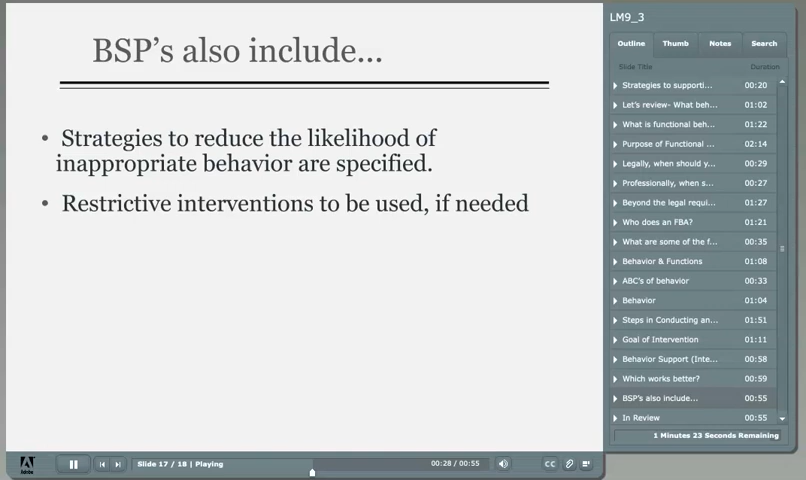 BSP's also include...
• Strategies to reduce the likelihood of
inappropriate behavior are specified.
• Restrictive interventions to be used, if needed
LM9_3
Outline Thumb Notes Search
Slide Title Duration
Strategies to supporti... 00:20
Let's review- What beh... 01:02
What is functional beh... 01:22
Purpose of Functional ... 02:14
Legally, when should y... 00:29
Professionally, when s... 00:27
Beyond the legal requi... 01:27
Who does an FBA? 01:21
What are some of the f... 00:35
Behavior & Functions 01:08
ABC's of behavior 00:33
Behavior 01:04
Steps in Conducting an... 01:51
Goal of Intervention 01:11
Behavior Support (Inte... 00:58
Which works better? 00:59
BSP's also include... 00:55
In Review 00:55
1 Minutes 23 Seconds Remaining
Slide 17 / 18 | Playing 00:28 / 00:55 CC
Adobe